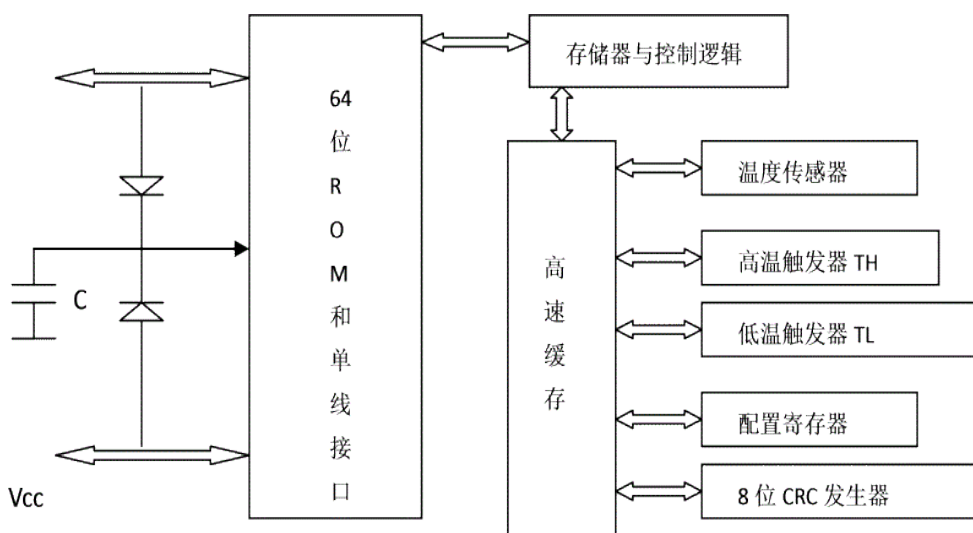 64
位
R
O
M
和
单
线
接
口
C
Vcc
存储器与控制逻辑
高
速
缓
存
温度传感器
高温触发器 TH
低温触发器 TL
配置寄存器
8 位 CRC 发生器